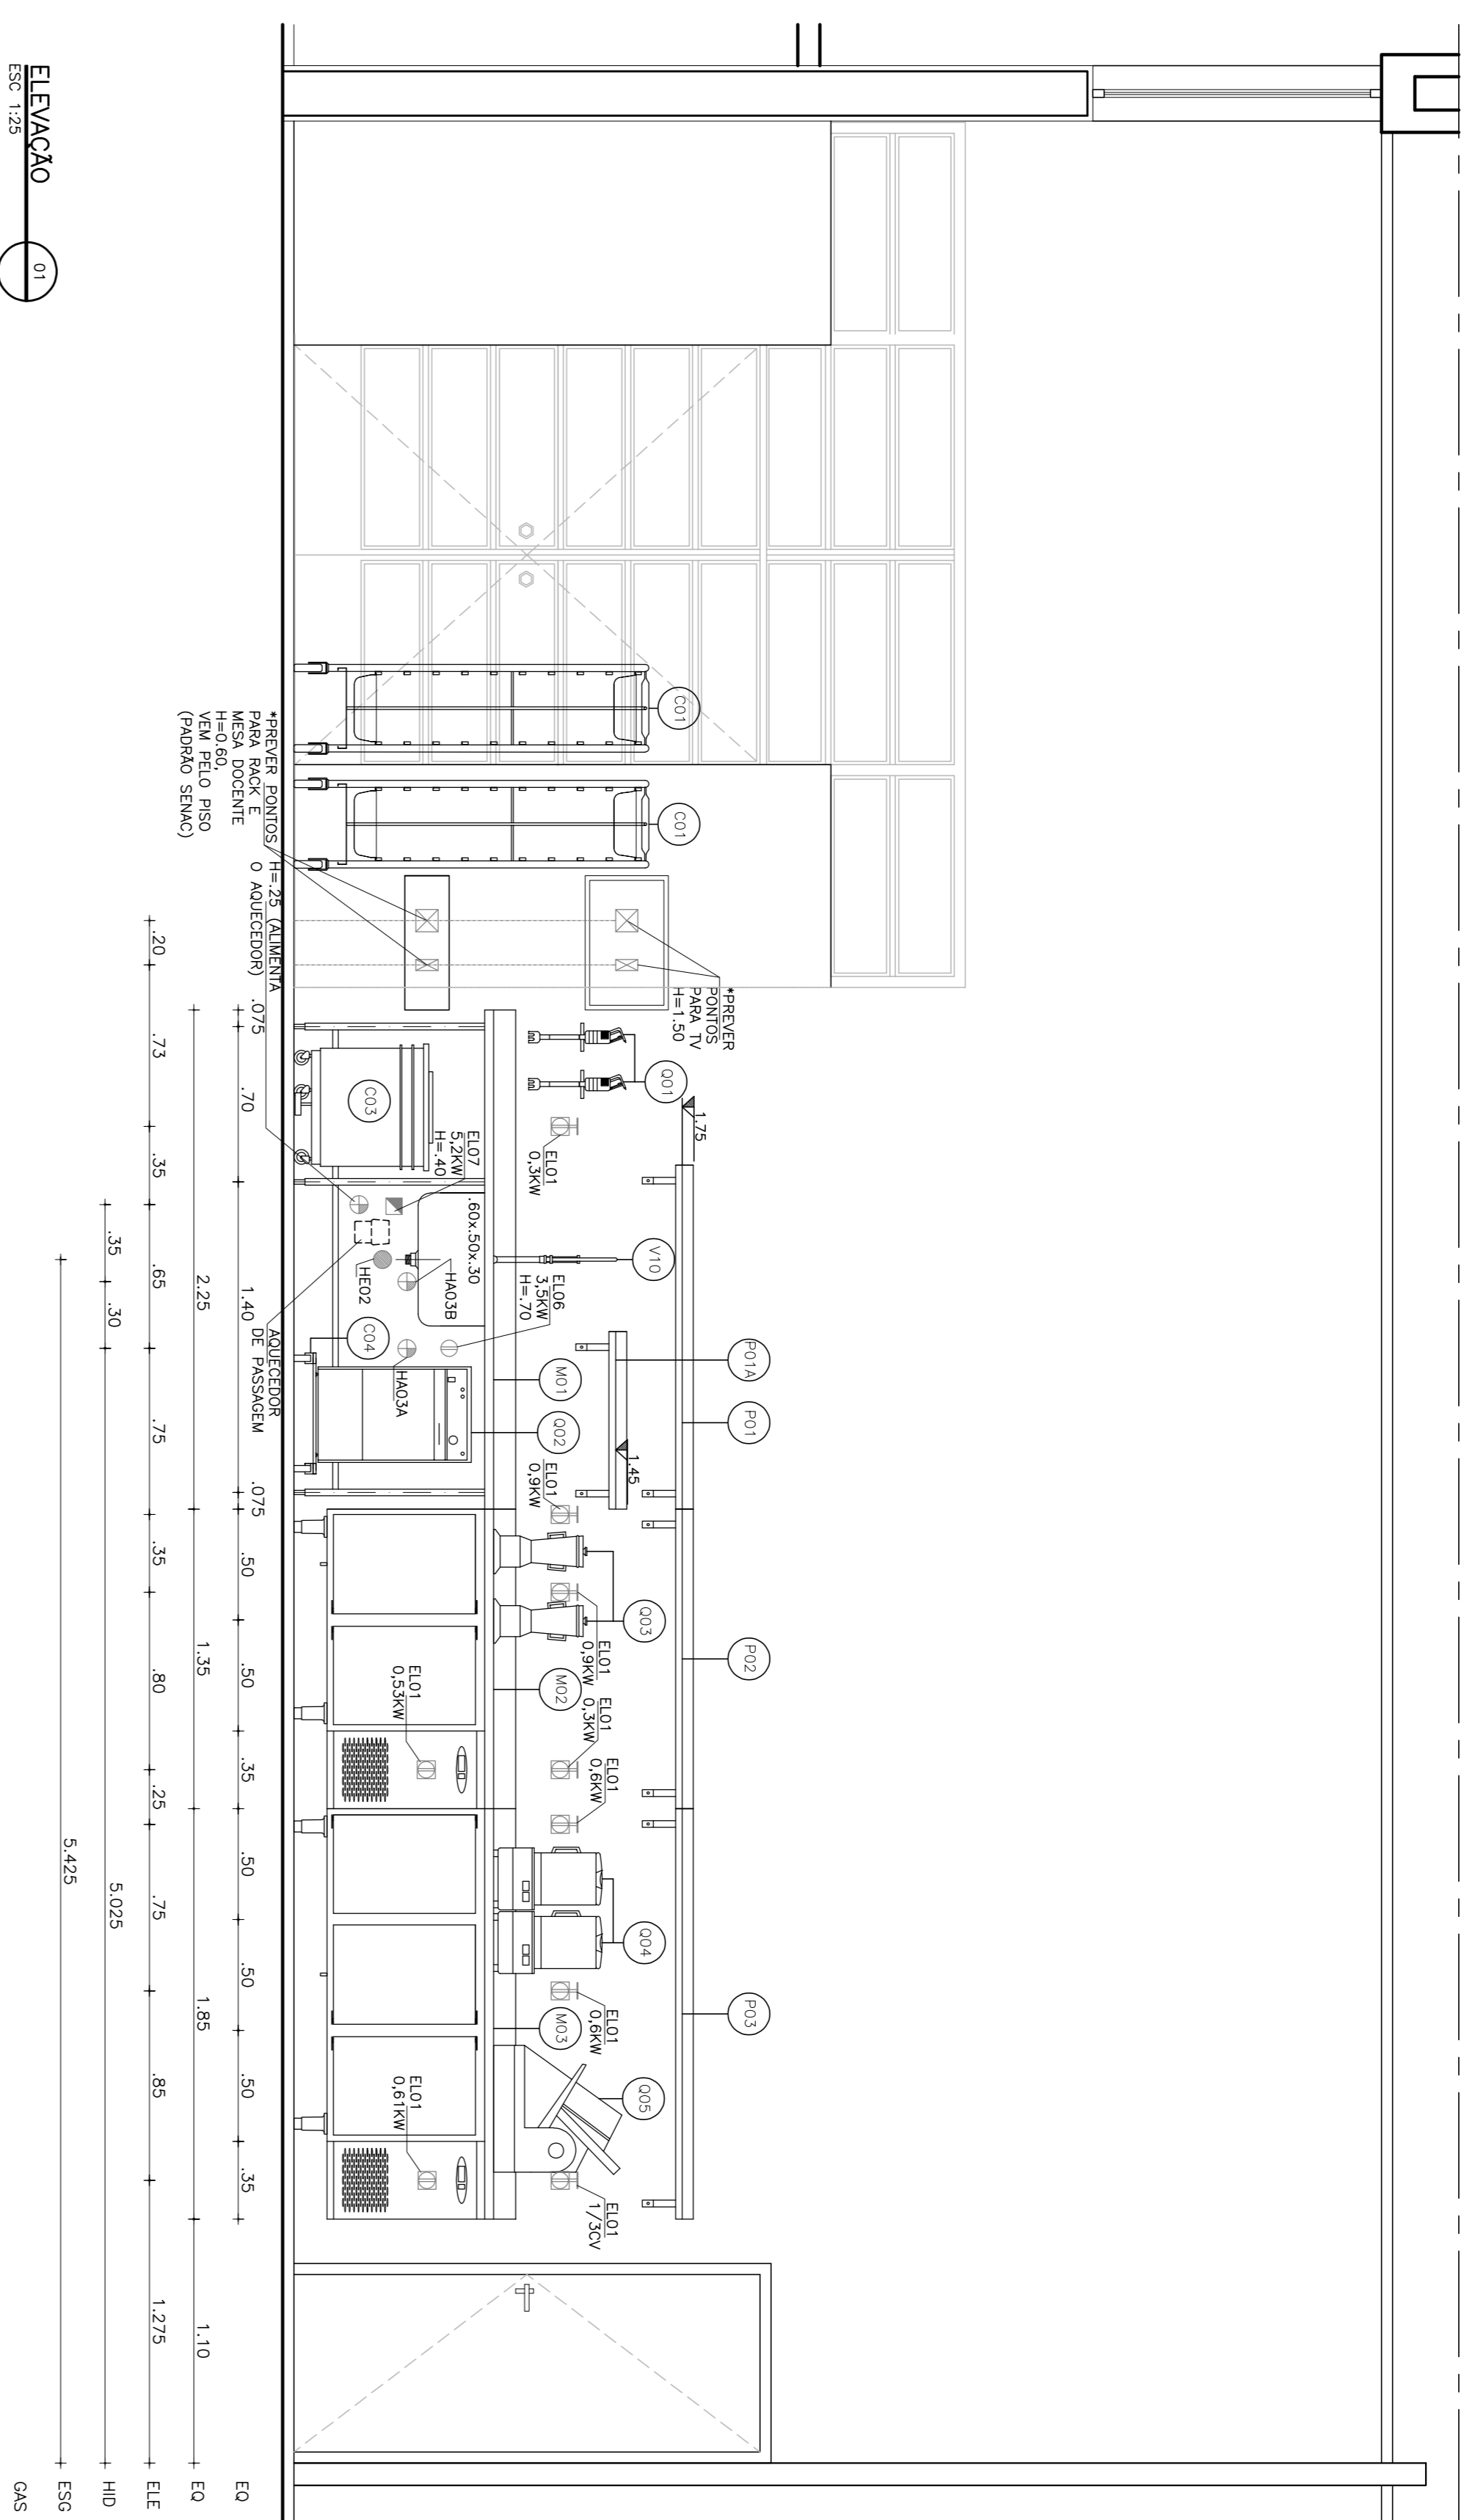 C01
C01
*PREVER
PONTOS
PARA TV
H=1.50
Q01
1.75
EL01
0,3KW
V10
P01A
P01
EL06
3,5KW
H=.70
M01
Q02
1.45
EL01
0,9KW
Q03
EL01
0,9KW
P02
M02
EL01
0,3KW
EL01
0,6KW
Q04
EL01
0,6KW
M03
P03
Q05
EL01
1/3CV
C03
EL07
5,2KW
H=.40
.60x.50x.30
HA03B
HE02
C04
HA03A
EL01
0,53KW
EL01
0,61KW
*PREVER PONTOS
PARA RACK E
MESA DOCENTE
H=0.60,
VEM PELO PISO
(PADRÃO SENAC)
H=.25 (ALIMENTA
O AQUECEDOR)
AQUECEDOR
DE PASSAGEM
.075 .70 1.40 .075 .50 .50 .35 .50 .50 .50 .35 EQ
2.25 1.35 1.85 1.10 EQ
.20 .73 .35 .65 .75 .75 .35 .80 .25 .75 .85 1.275 ELE
.35 .30 5.025 HID
5.425 ESG
GAS
ELEVAÇÃO
01
ESC 1:25